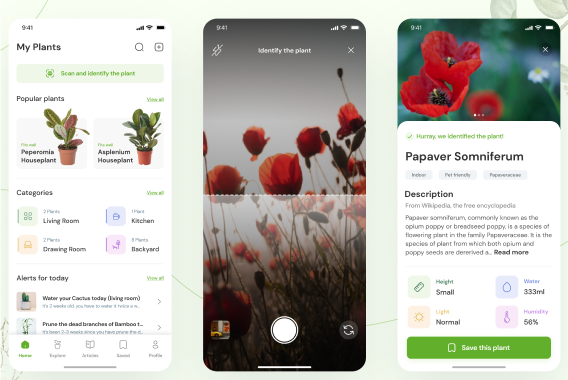 9:41
My Plants
Scan and identify the plant
Popular plants
View all
Peperomia
Houseplant
Asplenium
Houseplant
Categories
View all
3 Plants
Living Room
1 Plant
Kitchen
2 Plants
Drawing Room
8 Plants
Backyard
Alerts for today
View all
Water your Cactus today (living room)
It's 2 weeks old, you have to water it twice a w...
Prune the dead branches of Bamboo t...
It's been 2-3 weeks since you have prune the d...
Home
Explore
Articles
Saved
Profile
9:41
Identify the plant
9:41
Hurray, we identified the plant!
Papaver Somniferum
Indoor
Pet friendly
Papaveraceae
Description
From Wikipedia, the free encyclopedia
Papaver somniferum, commonly known as the
opium poppy or breadseed poppy, is a species of
flowering plant in the family Papaveraceae. It is the
species of plant from which both opium and
poppy seeds are dererived a.. Read more
Height
Small
Water
333ml
Light
Normal
Humidity
56%
Save this plant